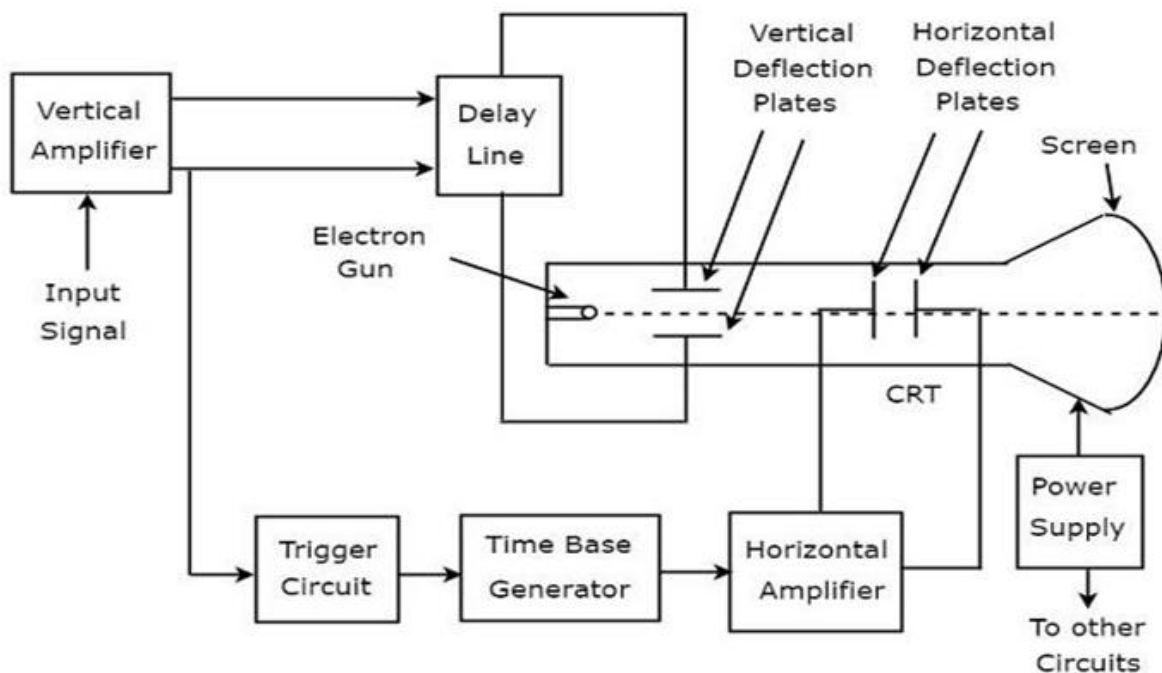 Vertical
Amplifier
Input
Signal
Delay
Line
Vertical
Deflection
Plates
Horizontal
Deflection
Plates
Screen
Electron
Gun
CRT
Trigger
Circuit
Time Base
Generator
Horizontal
Amplifier
Power
Supply
To other
Circuits